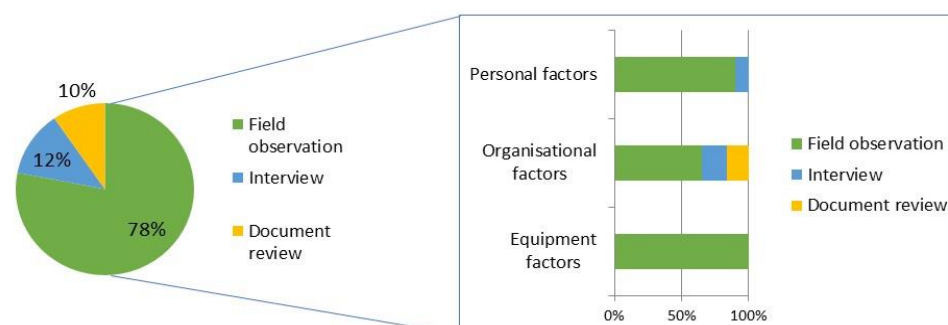 10%
12%
78%
Field
observation
Interview
Document
review
Personal factors
Organisational
factors
Equipment
factors
0%
50%
100%
Field observation
Interview
Document review